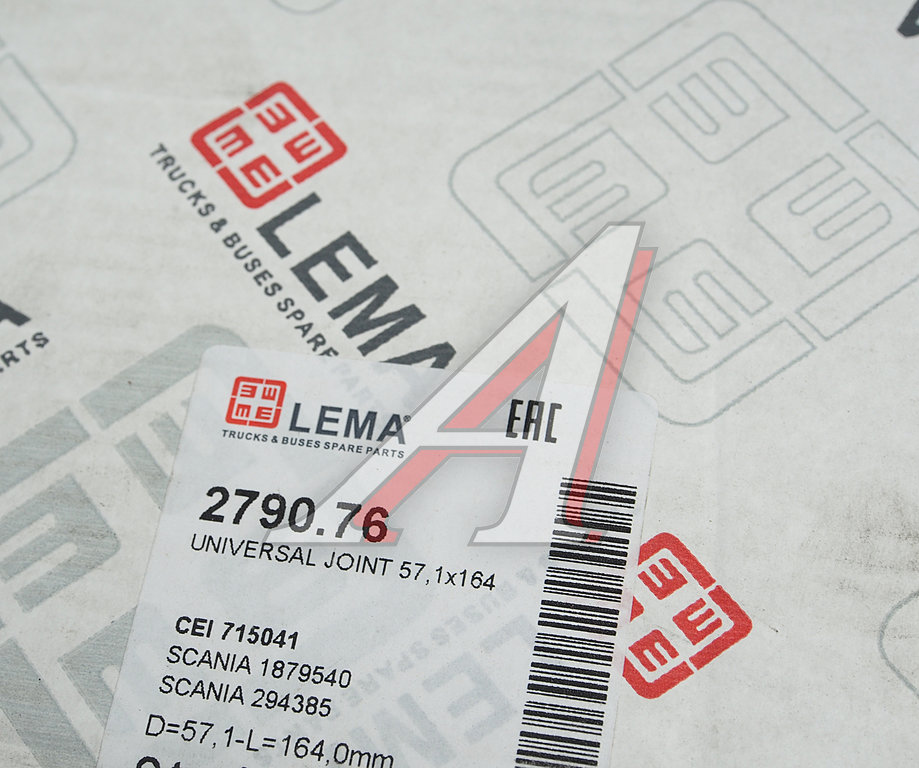 TRUCKS & BUSES SPARE
LEMA
ERTS
LEMA®
TRUCKS & BUSES SPARE PARTS
EAC
2790.76
UNIVERSAL JOINT 57,1x164
CEI 715041
SCANIA 1879540
SCANIA 294385
D=57,1-L=164,0mm